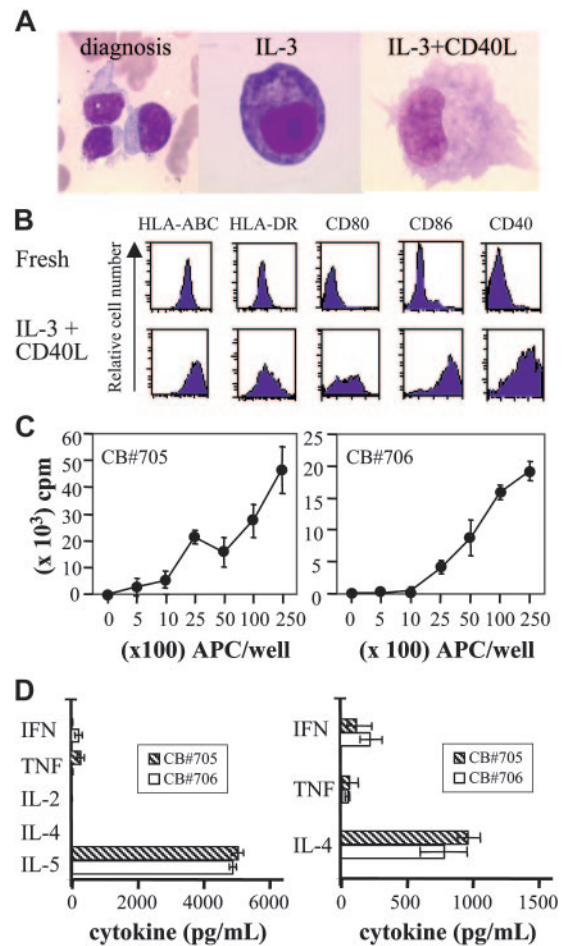 A
diagnosis IL-3 IL-3+CD40L
B
HLA-ABC HLA-DR CD80 CD86 CD40
Fresh
IL-3 +
CD40L
Relative cell number
C
CB#705
(x 10³) cpm
60
50
40
30
20
10
0
0 5 10 25 50 100 250
(x100) APC/well
CB#706
25
20
15
10
5
0
0 5 10 25 50 100 250
(x 100) APC/well
D
IFN
TNF
IL-2
IL-4
IL-5
CB#705
CB#706
0 2000 4000 6000
cytokine (pg/mL)
IFN
TNF
IL-4
CB#705
CB#706
0 500 1000 1500
cytokine (pg/mL)